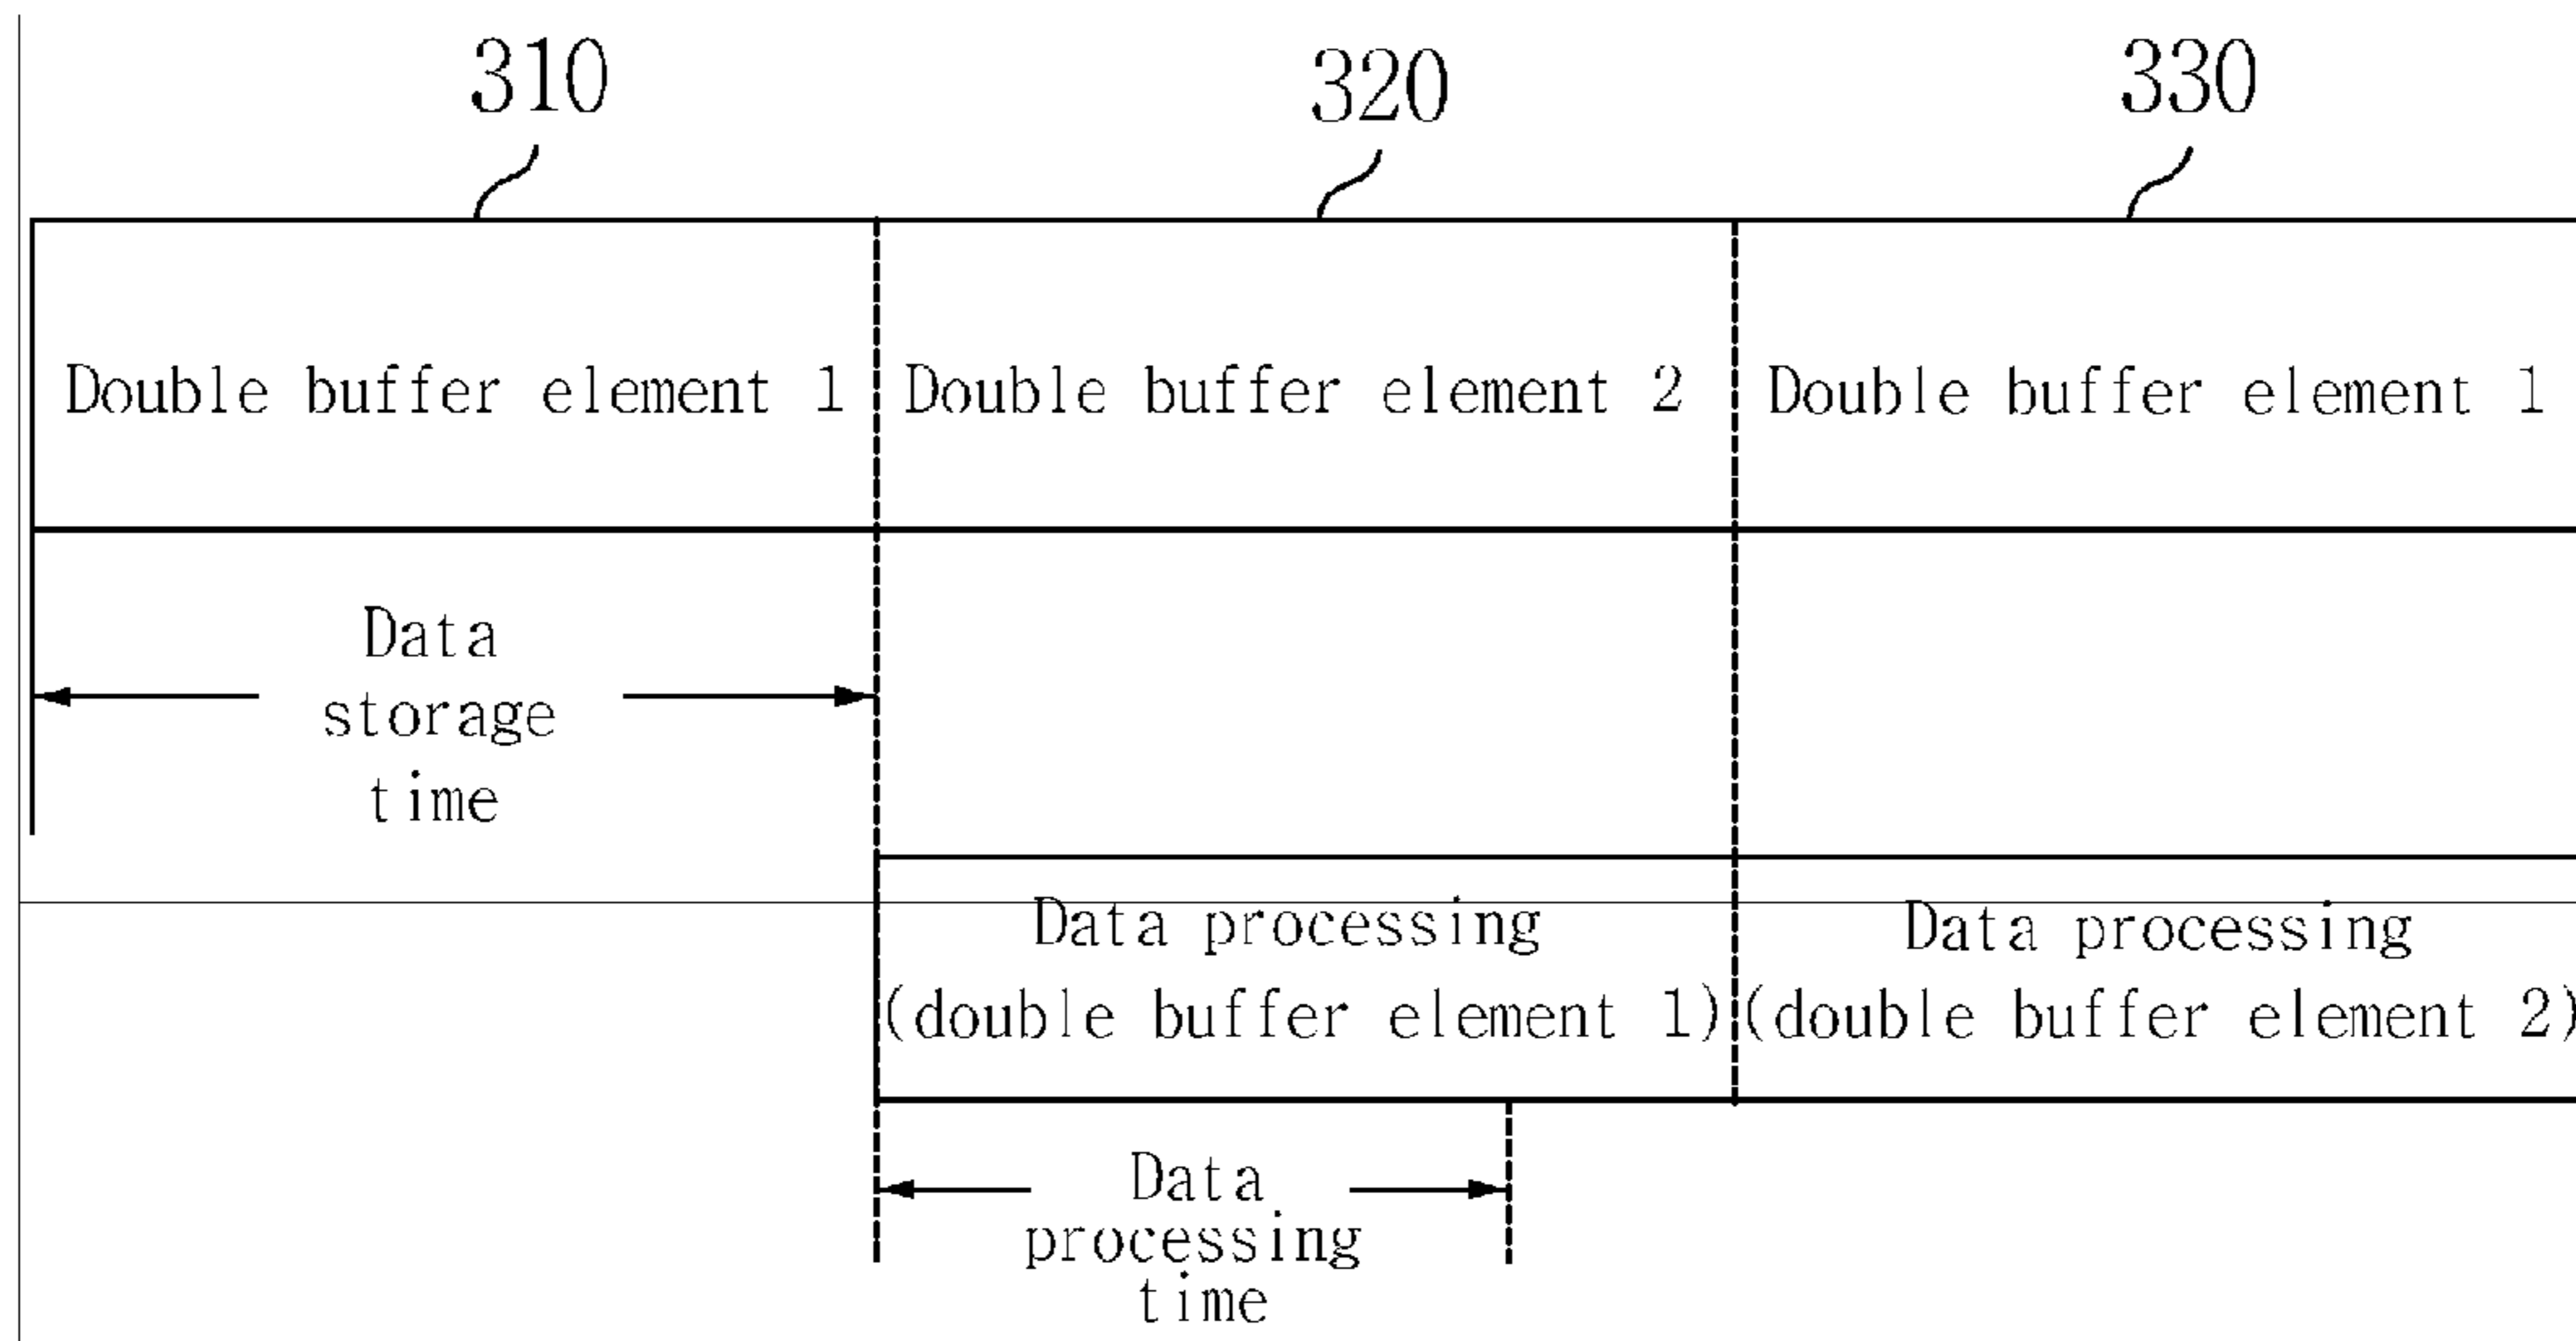 310
320
330
Double buffer element 1
Double buffer element 2
Double buffer element 1
Data
storage
time
Data processing
(double buffer element 1)
Data processing
(double buffer element 2)
Data
processing
time